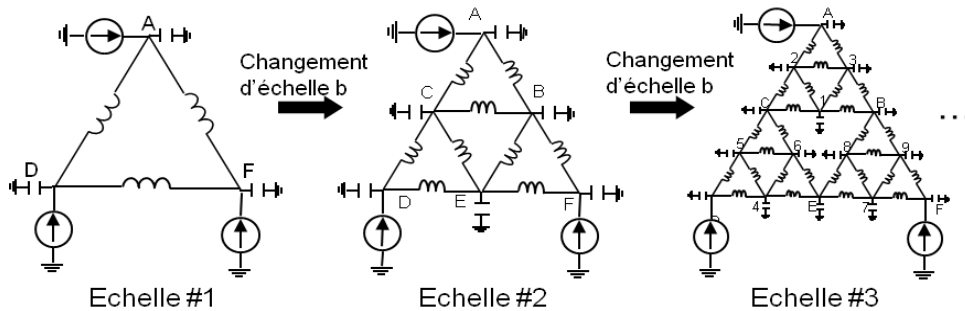 A
D
F
Echelle #1
Changement
d'échelle b
A
C
B
D
E
F
Echelle #2
Changement
d'échelle b
A
2
3
C
1
B
5
6
8
9
4
E
7
F
...
Echelle #3